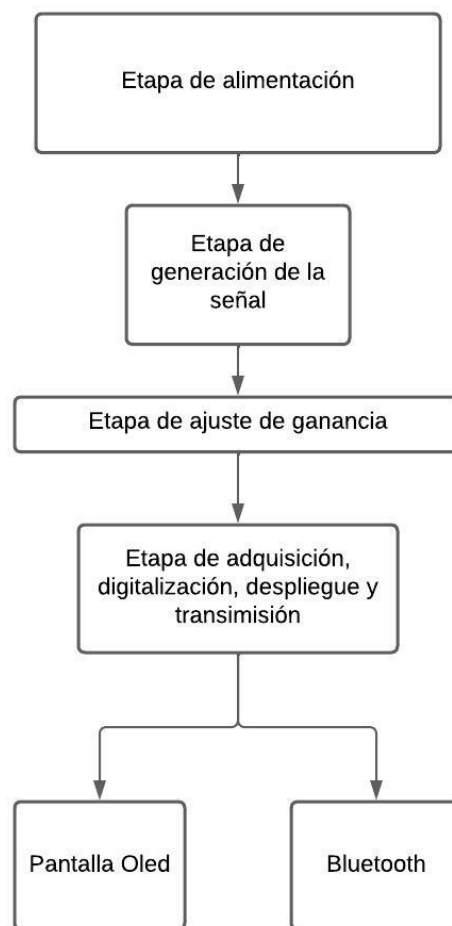 Etapa de alimentación
Etapa de
generación de la
señal
Etapa de ajuste de ganancia
Etapa de adquisición,
digitalización, despliegue y
transimisión
Pantalla Oled
Bluetooth